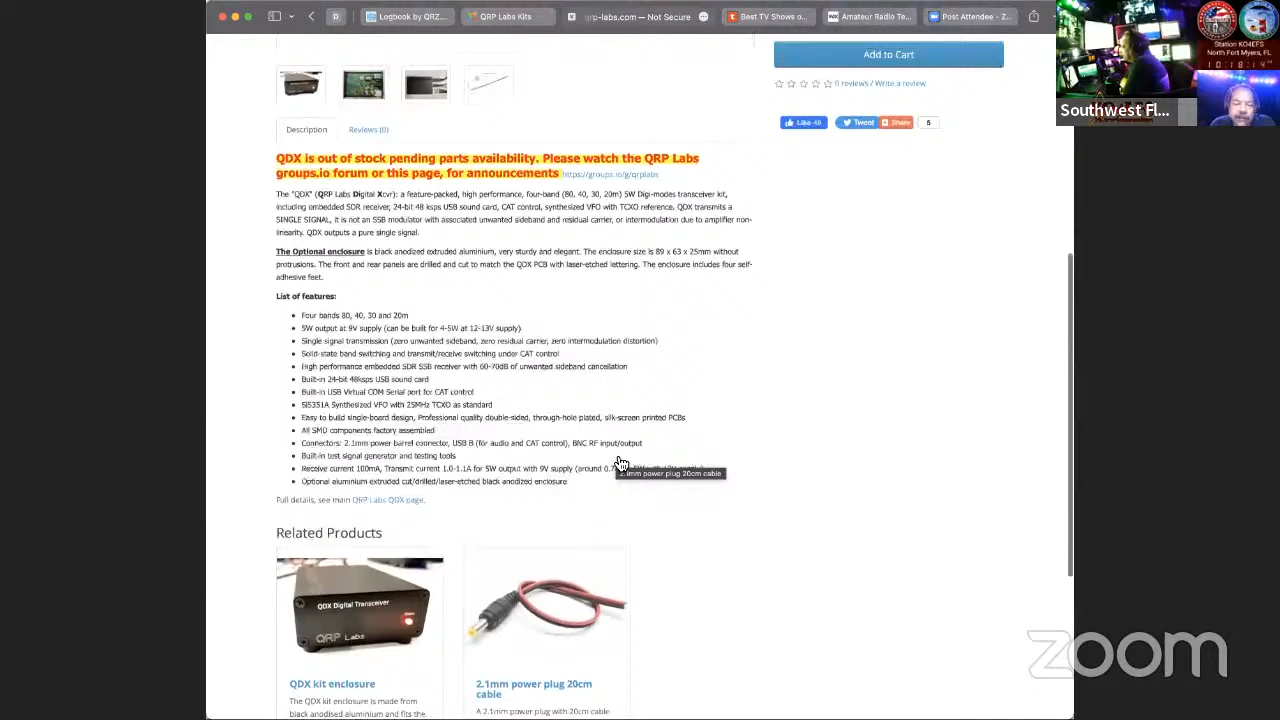 D
Logbook by QRZ...
QRP Labs Kits
qrp-labs.com — Not Secure
Best TV Shows o...
Amateur Radio Te...
Post Attendee - Z...
Station KO4EFS
North Fort Myers, FL
10:18:14
Southwest Fl...
Add to Cart
0 reviews / Write a review
Like 48
Tweet
Share
5
Description
Reviews (0)
QDX is out of stock pending parts availability. Please watch the QRP Labs
groups.io forum or this page, for announcements https://groups.io/g/qrplabs
The "QDX" (QRP Labs Digital Xcvr): a feature-packed, high performance, four-band (80, 40, 30, 20m) 5W Digi-modes transceiver kit,
including embedded SDR receiver, 24-bit 48 ksps USB sound card, CAT control, synthesized VFO with TCXO reference. QDX transmits a
SINGLE SIGNAL, it is not an SSB modulator with associated unwanted sideband and residual carrier, or intermodulation due to amplifier non-
linearity. QDX outputs a pure single signal.
The Optional enclosure is black anodized extruded aluminium, very sturdy and elegant. The enclosure size is 89 x 63 x 25mm without
protrusions. The front and rear panels are drilled and cut to match the QDX PCB with laser-etched lettering. The enclosure includes four self-
adhesive feet.
List of features:
• Four bands 80, 40, 30 and 20m
• 5W output at 9V supply (can be built for 4-5W at 12-13V supply)
• Single signal transmission (zero unwanted sideband, zero residual carrier, zero intermodulation distortion)
• Solid-state band switching and transmit/receive switching under CAT control
• High performance embedded SDR SSB receiver with 60-70dB of unwanted sideband cancellation
• Built-in 24-bit 48ksps USB sound card
• Built-in USB Virtual COM Serial port for CAT control
• Si5351A Synthesized VFO with 25MHz TCXO as standard
• Easy to build single-board design, Professional quality double-sided, through-hole plated, silk-screen printed PCBs
• All SMD components factory assembled
• Connectors: 2.1mm power barrel connector, USB B (for audio and CAT control), BNC RF input/output
• Built-in test signal generator and testing tools
• Receive current 100mA, Transmit current 1.0-1.1A for 5W output with 9V supply (around 0.7
mm power plug 20cm cable
• Optional aluminium extruded cut/drilled/laser-etched black anodized enclosure
Full details, see main QRP Labs QDX page.
Related Products
QDX Digital Transceiver
QRP Labs
QDX kit enclosure
The QDX kit enclosure is made from
black anodised aluminium and fits the
2.1mm power plug 20cm
cable
A 2.1mm power plug with 20cm cable
zoom